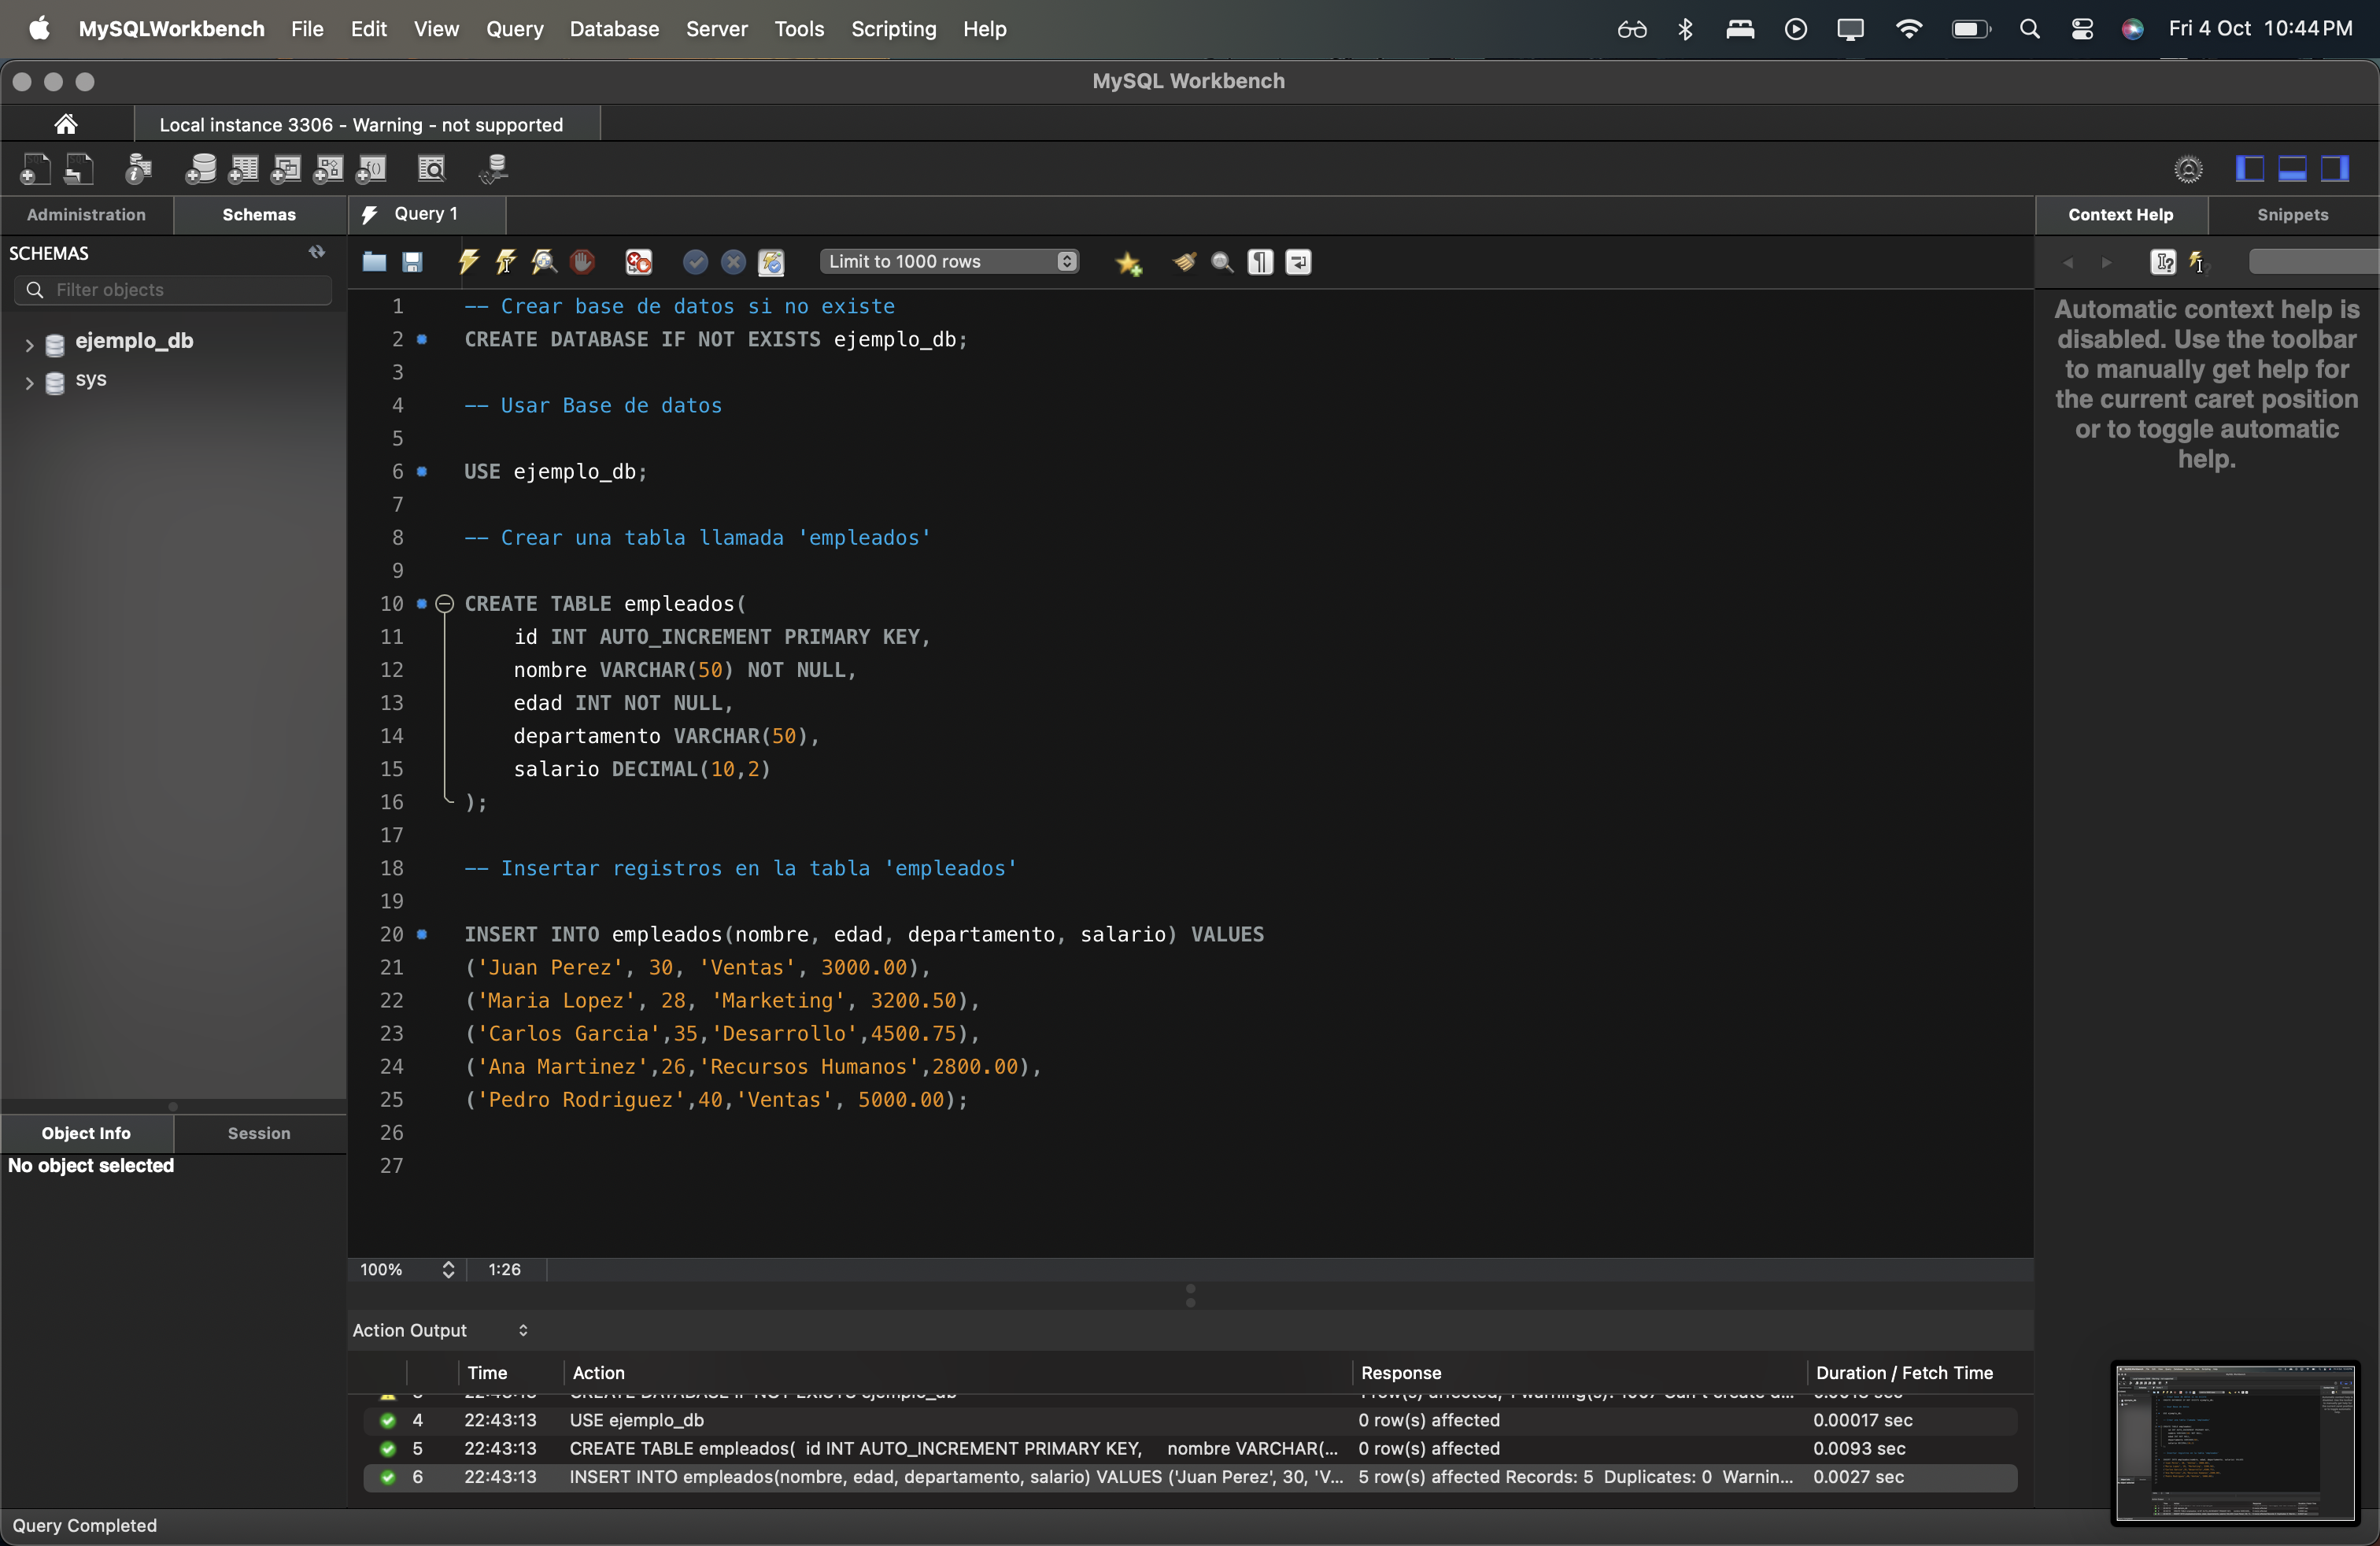 MySQLWorkbench File Edit View Query Database Server Tools Scripting Help Fri 4 Oct 10:44 PM
MySQL Workbench
Local instance 3306 - Warning - not supported
Administration Schemas Query 1 Context Help Snippets
SCHEMAS
Limit to 1000 rows
Filter objects
ejemplo_db
sys
1 -- Crear base de datos si no existe
2 CREATE DATABASE IF NOT EXISTS ejemplo_db;
3
4 -- Usar Base de datos
5
6 USE ejemplo_db;
7
8 -- Crear una tabla llamada 'empleados'
9
10 CREATE TABLE empleados(
11 id INT AUTO_INCREMENT PRIMARY KEY,
12 nombre VARCHAR(50) NOT NULL,
13 edad INT NOT NULL,
14 departamento VARCHAR(50),
15 salario DECIMAL(10,2)
16 );
17
18 -- Insertar registros en la tabla 'empleados'
19
20 INSERT INTO empleados(nombre, edad, departamento, salario) VALUES
21 ('Juan Perez', 30, 'Ventas', 3000.00),
22 ('Maria Lopez', 28, 'Marketing', 3200.50),
23 ('Carlos Garcia',35,'Desarrollo',4500.75),
24 ('Ana Martinez',26,'Recursos Humanos',2800.00),
25 ('Pedro Rodriguez',40,'Ventas', 5000.00);
26
27
Automatic context help is
disabled. Use the toolbar
to manually get help for
the current caret position
or to toggle automatic
help.
Object Info Session
No object selected
100% 1:26
Action Output
Time Action Response Duration / Fetch Time
4 22:43:13 USE ejemplo_db 0 row(s) affected 0.00017 sec
5 22:43:13 CREATE TABLE empleados( id INT AUTO_INCREMENT PRIMARY KEY, nombre VARCHAR(... 0 row(s) affected 0.0093 sec
6 22:43:13 INSERT INTO empleados(nombre, edad, departamento, salario) VALUES ('Juan Perez', 30, 'V... 5 row(s) affected Records: 5 Duplicates: 0 Warnin... 0.0027 sec
Query Completed